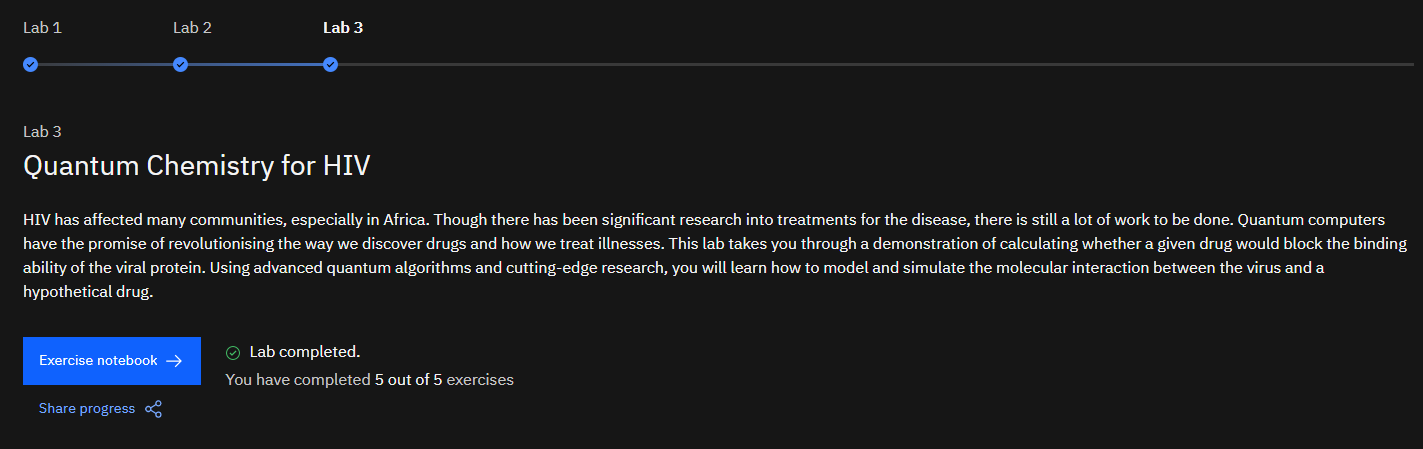 Lab 1
Lab 2
Lab 3
Lab 3
Quantum Chemistry for HIV
HIV has affected many communities, especially in Africa. Though there has been significant research into treatments for the disease, there is still a lot of work to be done. Quantum computers
have the promise of revolutionising the way we discover drugs and how we treat illnesses. This lab takes you through a demonstration of calculating whether a given drug would block the binding
ability of the viral protein. Using advanced quantum algorithms and cutting-edge research, you will learn how to model and simulate the molecular interaction between the virus and a
hypothetical drug.
Exercise notebook
Lab completed.
You have completed 5 out of 5 exercises
Share progress